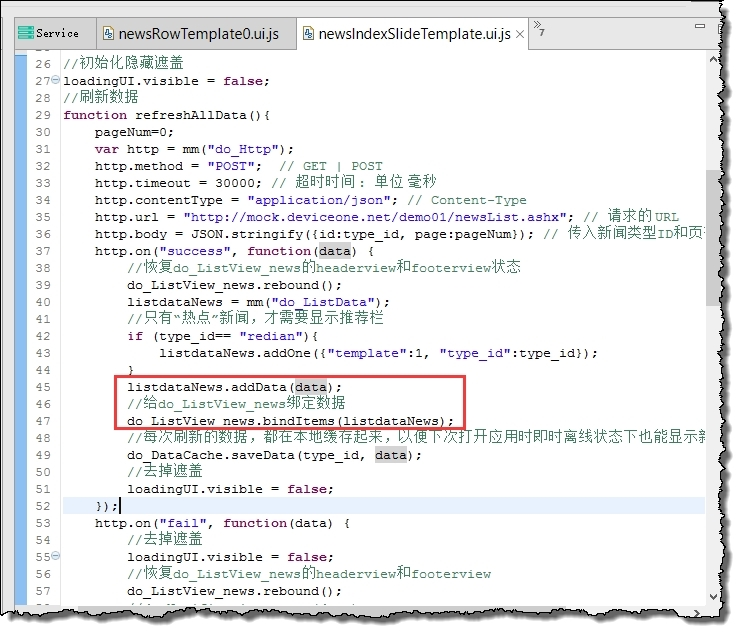 Service
newsRowTemplate0.ui.js
newsIndexSlideTemplate.ui.js
7
26 //初始化隐藏遮盖
27 loadingUI.visible = false;
28 //刷新数据
29 function refreshAllData(){
30 pageNum=0;
31 var http = mm("do_Http");
32 http.method = "POST"; // GET | POST
33 http.timeout = 30000; // 超时时间 : 单位 毫秒
34 http.contentType = "application/json"; // Content-Type
35 http.url = "http://mock.deviceone.net/demo01/newsList.ashx"; // 请求的 URL
36 http.body = JSON.stringify({id:type_id, page:pageNum}); // 传入新闻类型ID和页
37 http.on("success", function(data) {
38 //恢复do_ListView_news的headerview和footerview状态
39 do_ListView_news.rebound();
40 listdataNews = mm("do_ListData");
41 //只有“热点”新闻，才需要显示推荐栏
42 if (type_id== "redian"){
43 listdataNews.addOne({"template":1, "type_id":type_id});
44 }
45 listdataNews.addData(data);
46 //给do_ListView_news绑定数据
47 do_ListView_news.bindItems(listdataNews);
48 //每次刷新的数据，都在本地缓存起来，以便下次打开应用时即时离线状态下也能显示新
49 do_DataCache.saveData(type_id, data);
50 //去掉遮盖
51 loadingUI.visible = false;
52 });
53 http.on("fail", function(data) {
54 //去掉遮盖
55 loadingUI.visible = false;
56 //恢复do_ListView_news的headerview和footerview
57 do_ListView_news.rebound();